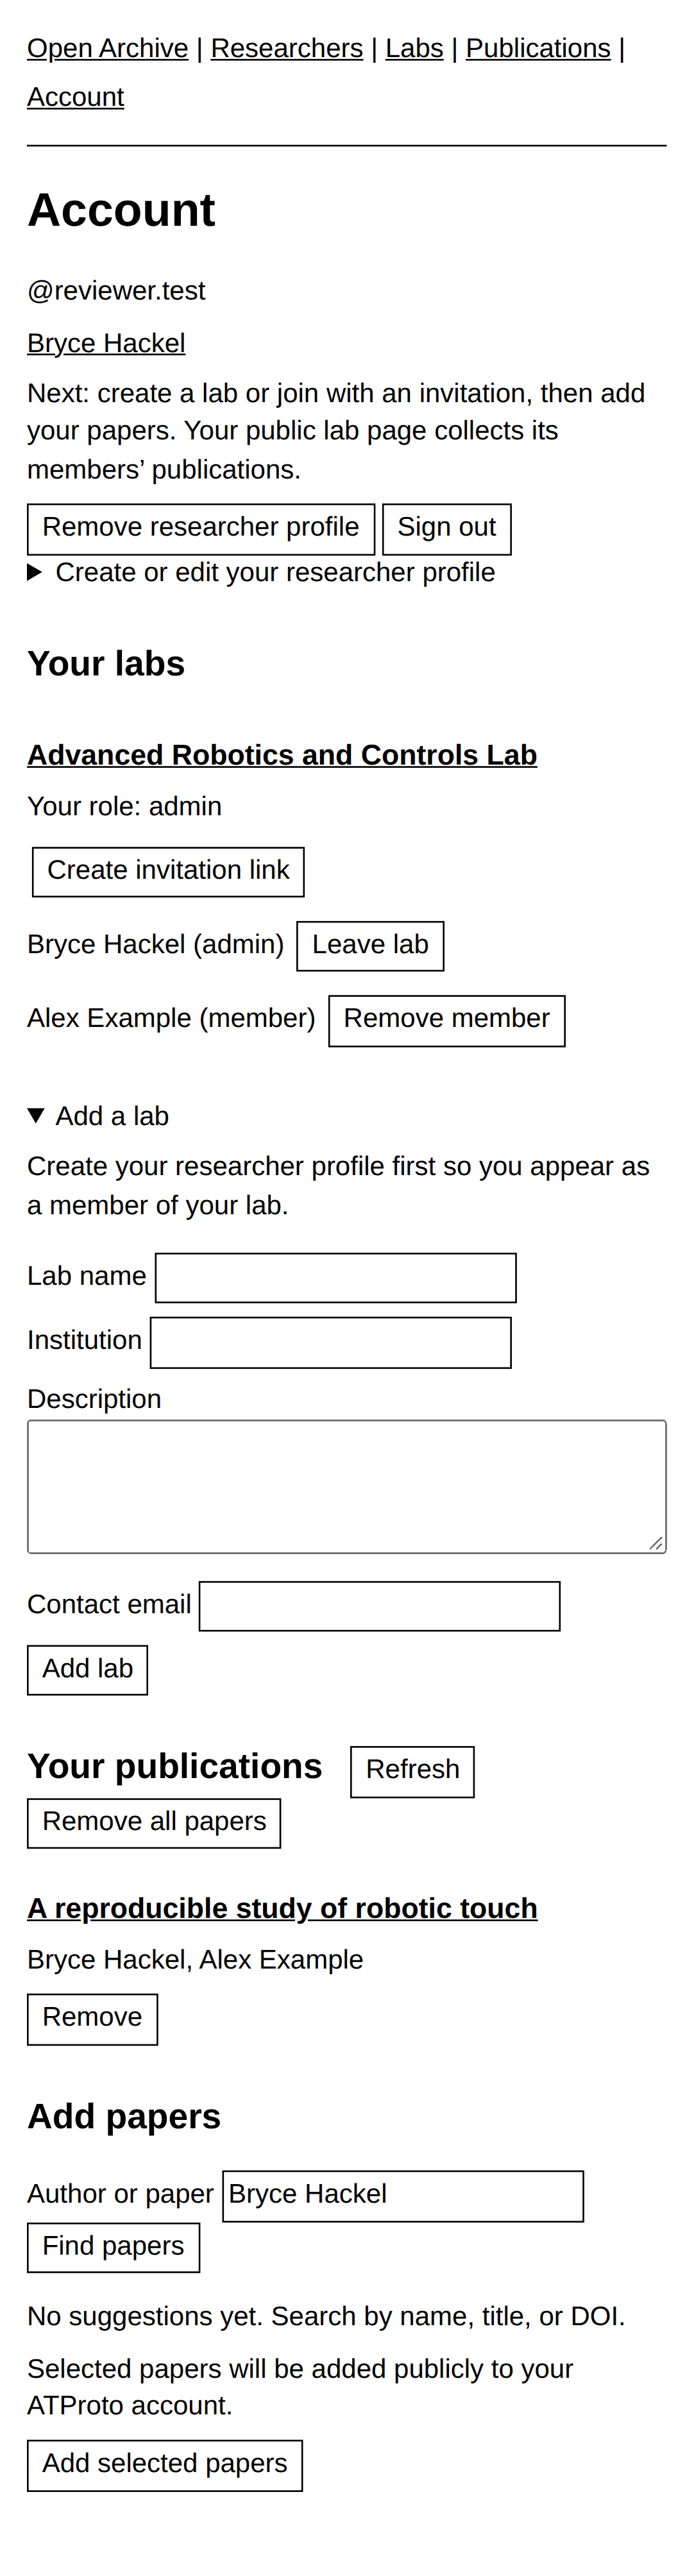 Open Archive | Researchers | Labs | Publications |
Account
Account
@reviewer.test
Bryce Hackel
Next: create a lab or join with an invitation, then add
your papers. Your public lab page collects its
members’ publications.
Remove researcher profile Sign out
Create or edit your researcher profile
Your labs
Advanced Robotics and Controls Lab
Your role: admin
Create invitation link
Bryce Hackel (admin) Leave lab
Alex Example (member) Remove member
Add a lab
Create your researcher profile first so you appear as
a member of your lab.
Lab name
Institution
Description
Contact email
Add lab
Your publications Refresh
Remove all papers
A reproducible study of robotic touch
Bryce Hackel, Alex Example
Remove
Add papers
Author or paper Bryce Hackel
Find papers
No suggestions yet. Search by name, title, or DOI.
Selected papers will be added publicly to your
ATProto account.
Add selected papers